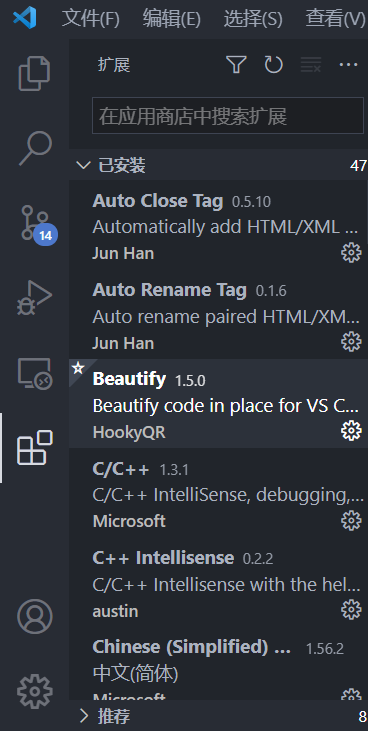 文件(F) 编辑(E) 选择(S) 查看(V)
扩展
在应用商店中搜索扩展
已安装 47
Auto Close Tag 0.5.10
Automatically add HTML/XML ...
Jun Han
Auto Rename Tag 0.1.6
Auto rename paired HTML/XM...
Jun Han
14
Beautify 1.5.0
Beautify code in place for VS C...
HookyQR
C/C++ 1.3.1
C/C++ IntelliSense, debugging,...
Microsoft
C++ Intellisense 0.2.2
C/C++ Intellisense with the hel...
austin
Chinese (Simplified) ... 1.56.2
中文(简体)
Microsoft
推荐 8